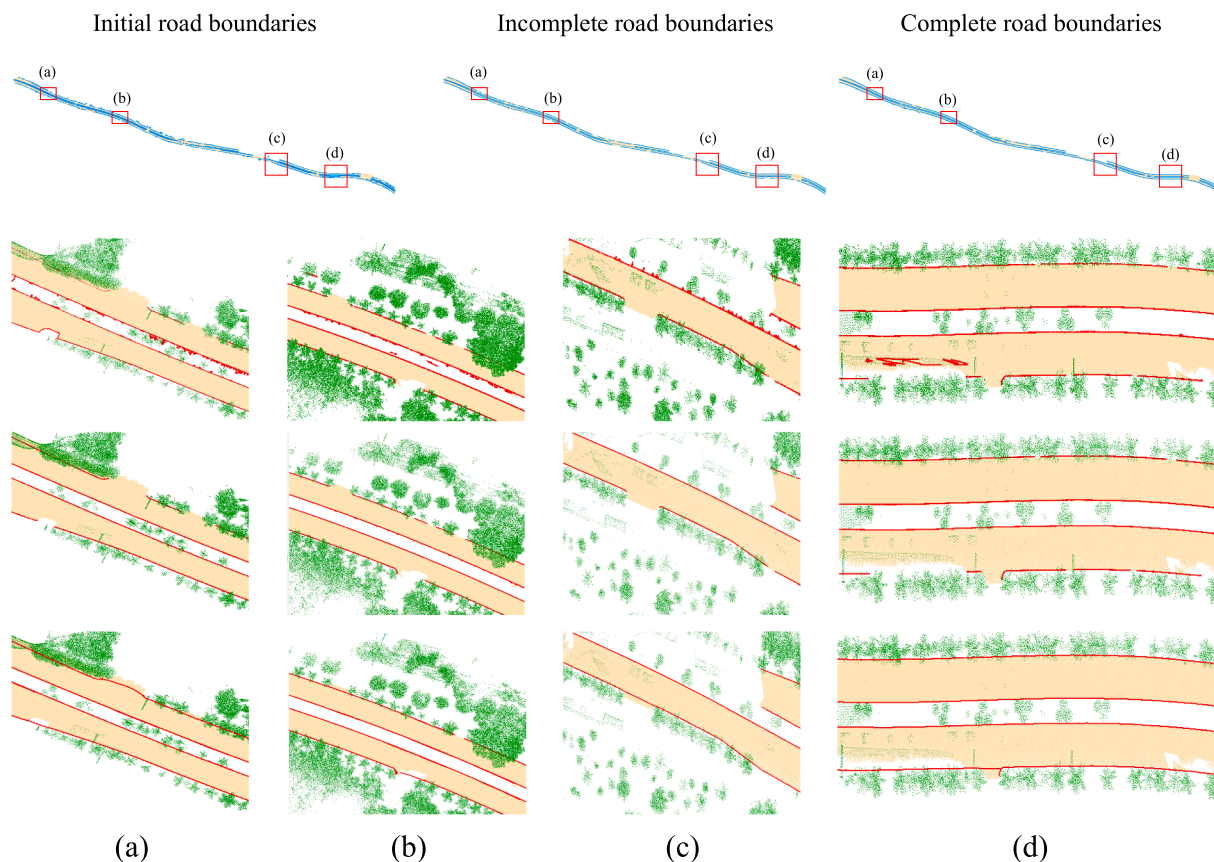 Initial road boundaries
Incomplete road boundaries
Complete road boundaries
(a)
(b)
(c)
(d)
(a)
(b)
(c)
(d)
(a)
(b)
(c)
(d)
(a)
(b)
(c)
(d)